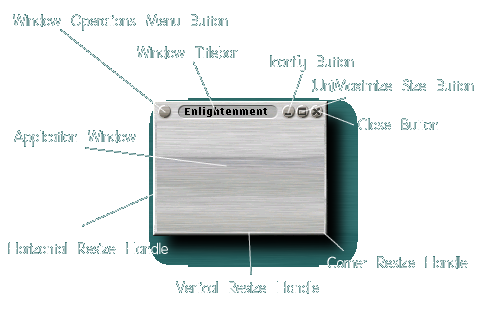 Window Operations Menu Button
Window Titlebar
Iconify Button
(Un)Maximize Size Button
Enlightenment
Close Button
Application Window
Horizontal Resize Handle
Corner Resize Handle
Vertical Resize Handle